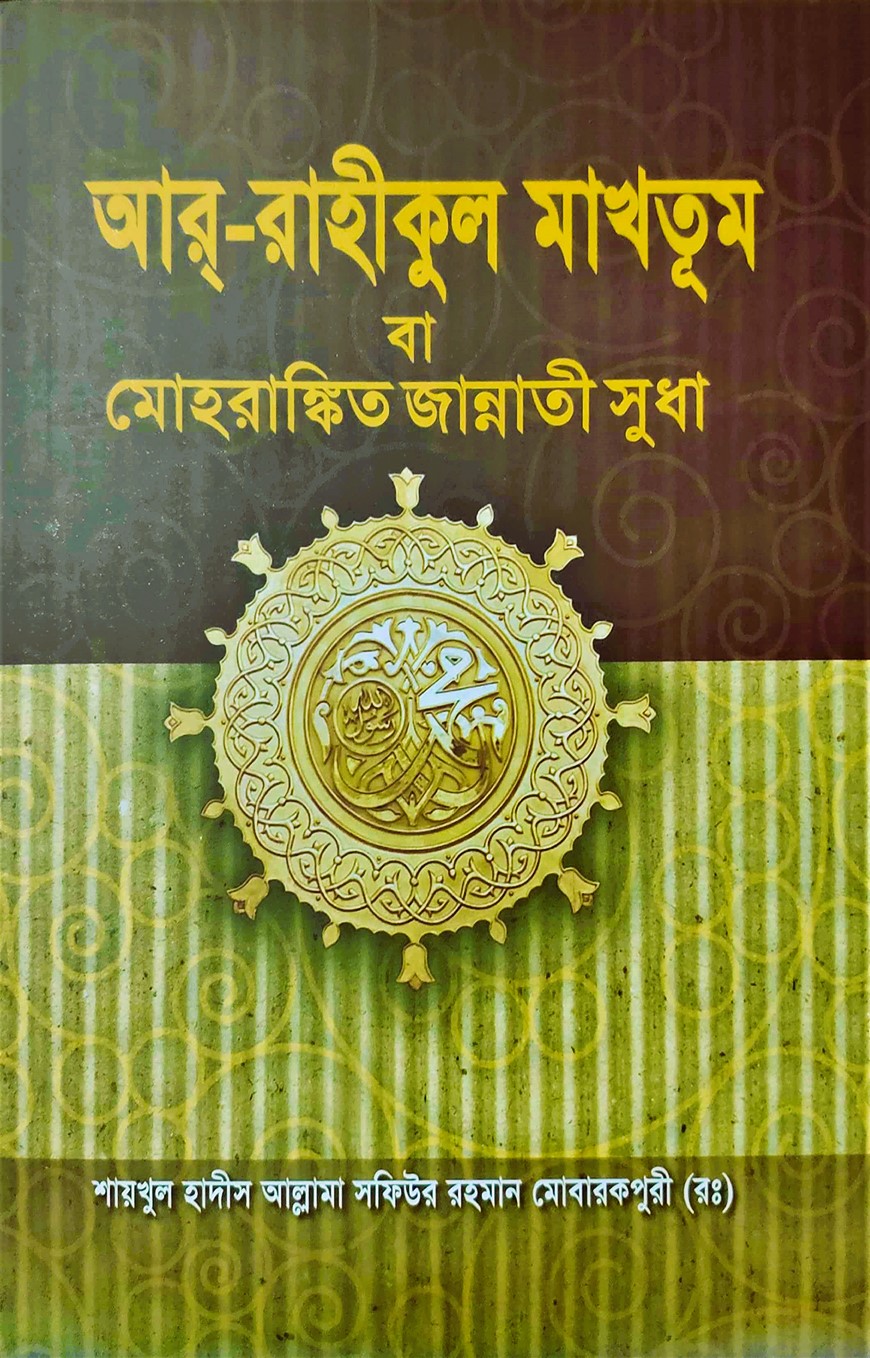 আর্-রাহীকুল মাখতূম
বা
মোহরাঙ্কিত জান্নাতী সুধা
শায়খুল হাদীস আল্লামা সফিউর রহমান মোবারকপুরী (রঃ)